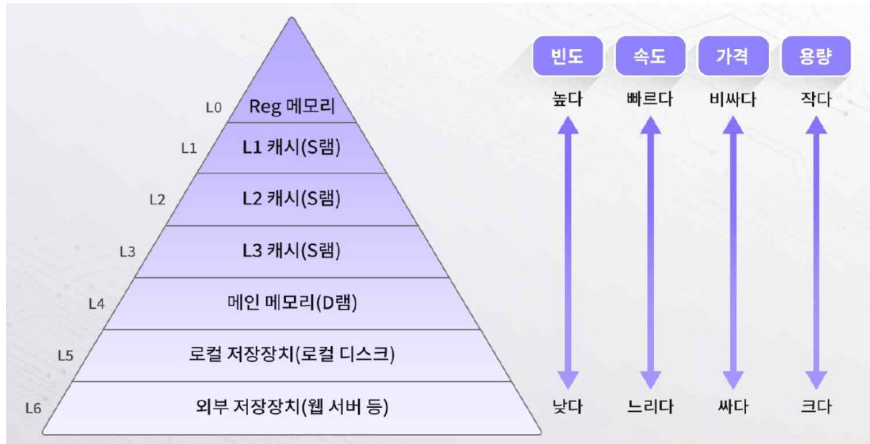 빈도 속도 가격 용량
높다 빠르다 비싸다 작다
L0 Reg 메모리
L1 L1 캐시(S램)
L2 L2 캐시(S램)
L3 L3 캐시(S램)
L4 메인 메모리(D램)
L5 로컬 저장장치(로컬 디스크)
L6 외부 저장장치(웹 서버 등)
낮다 느리다 싸다 크다